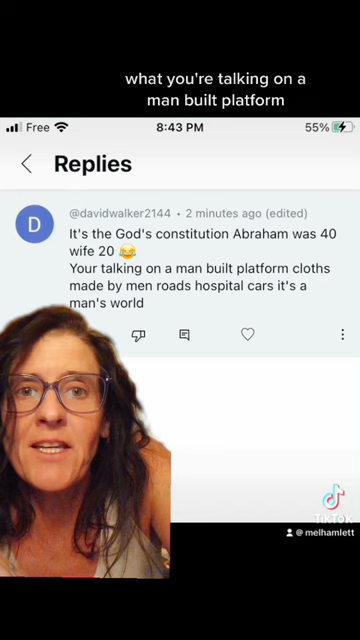 what you're talking on a
man built platform
Free
8:43 PM
55%
Replies
D
@davidwalker2144 • 2 minutes ago (edited)
It's the God's constitution Abraham was 40
wife 20 😂
Your talking on a man built platform cloths
made by men roads hospital cars it's a
man's world
TikTok
@ melhamlett